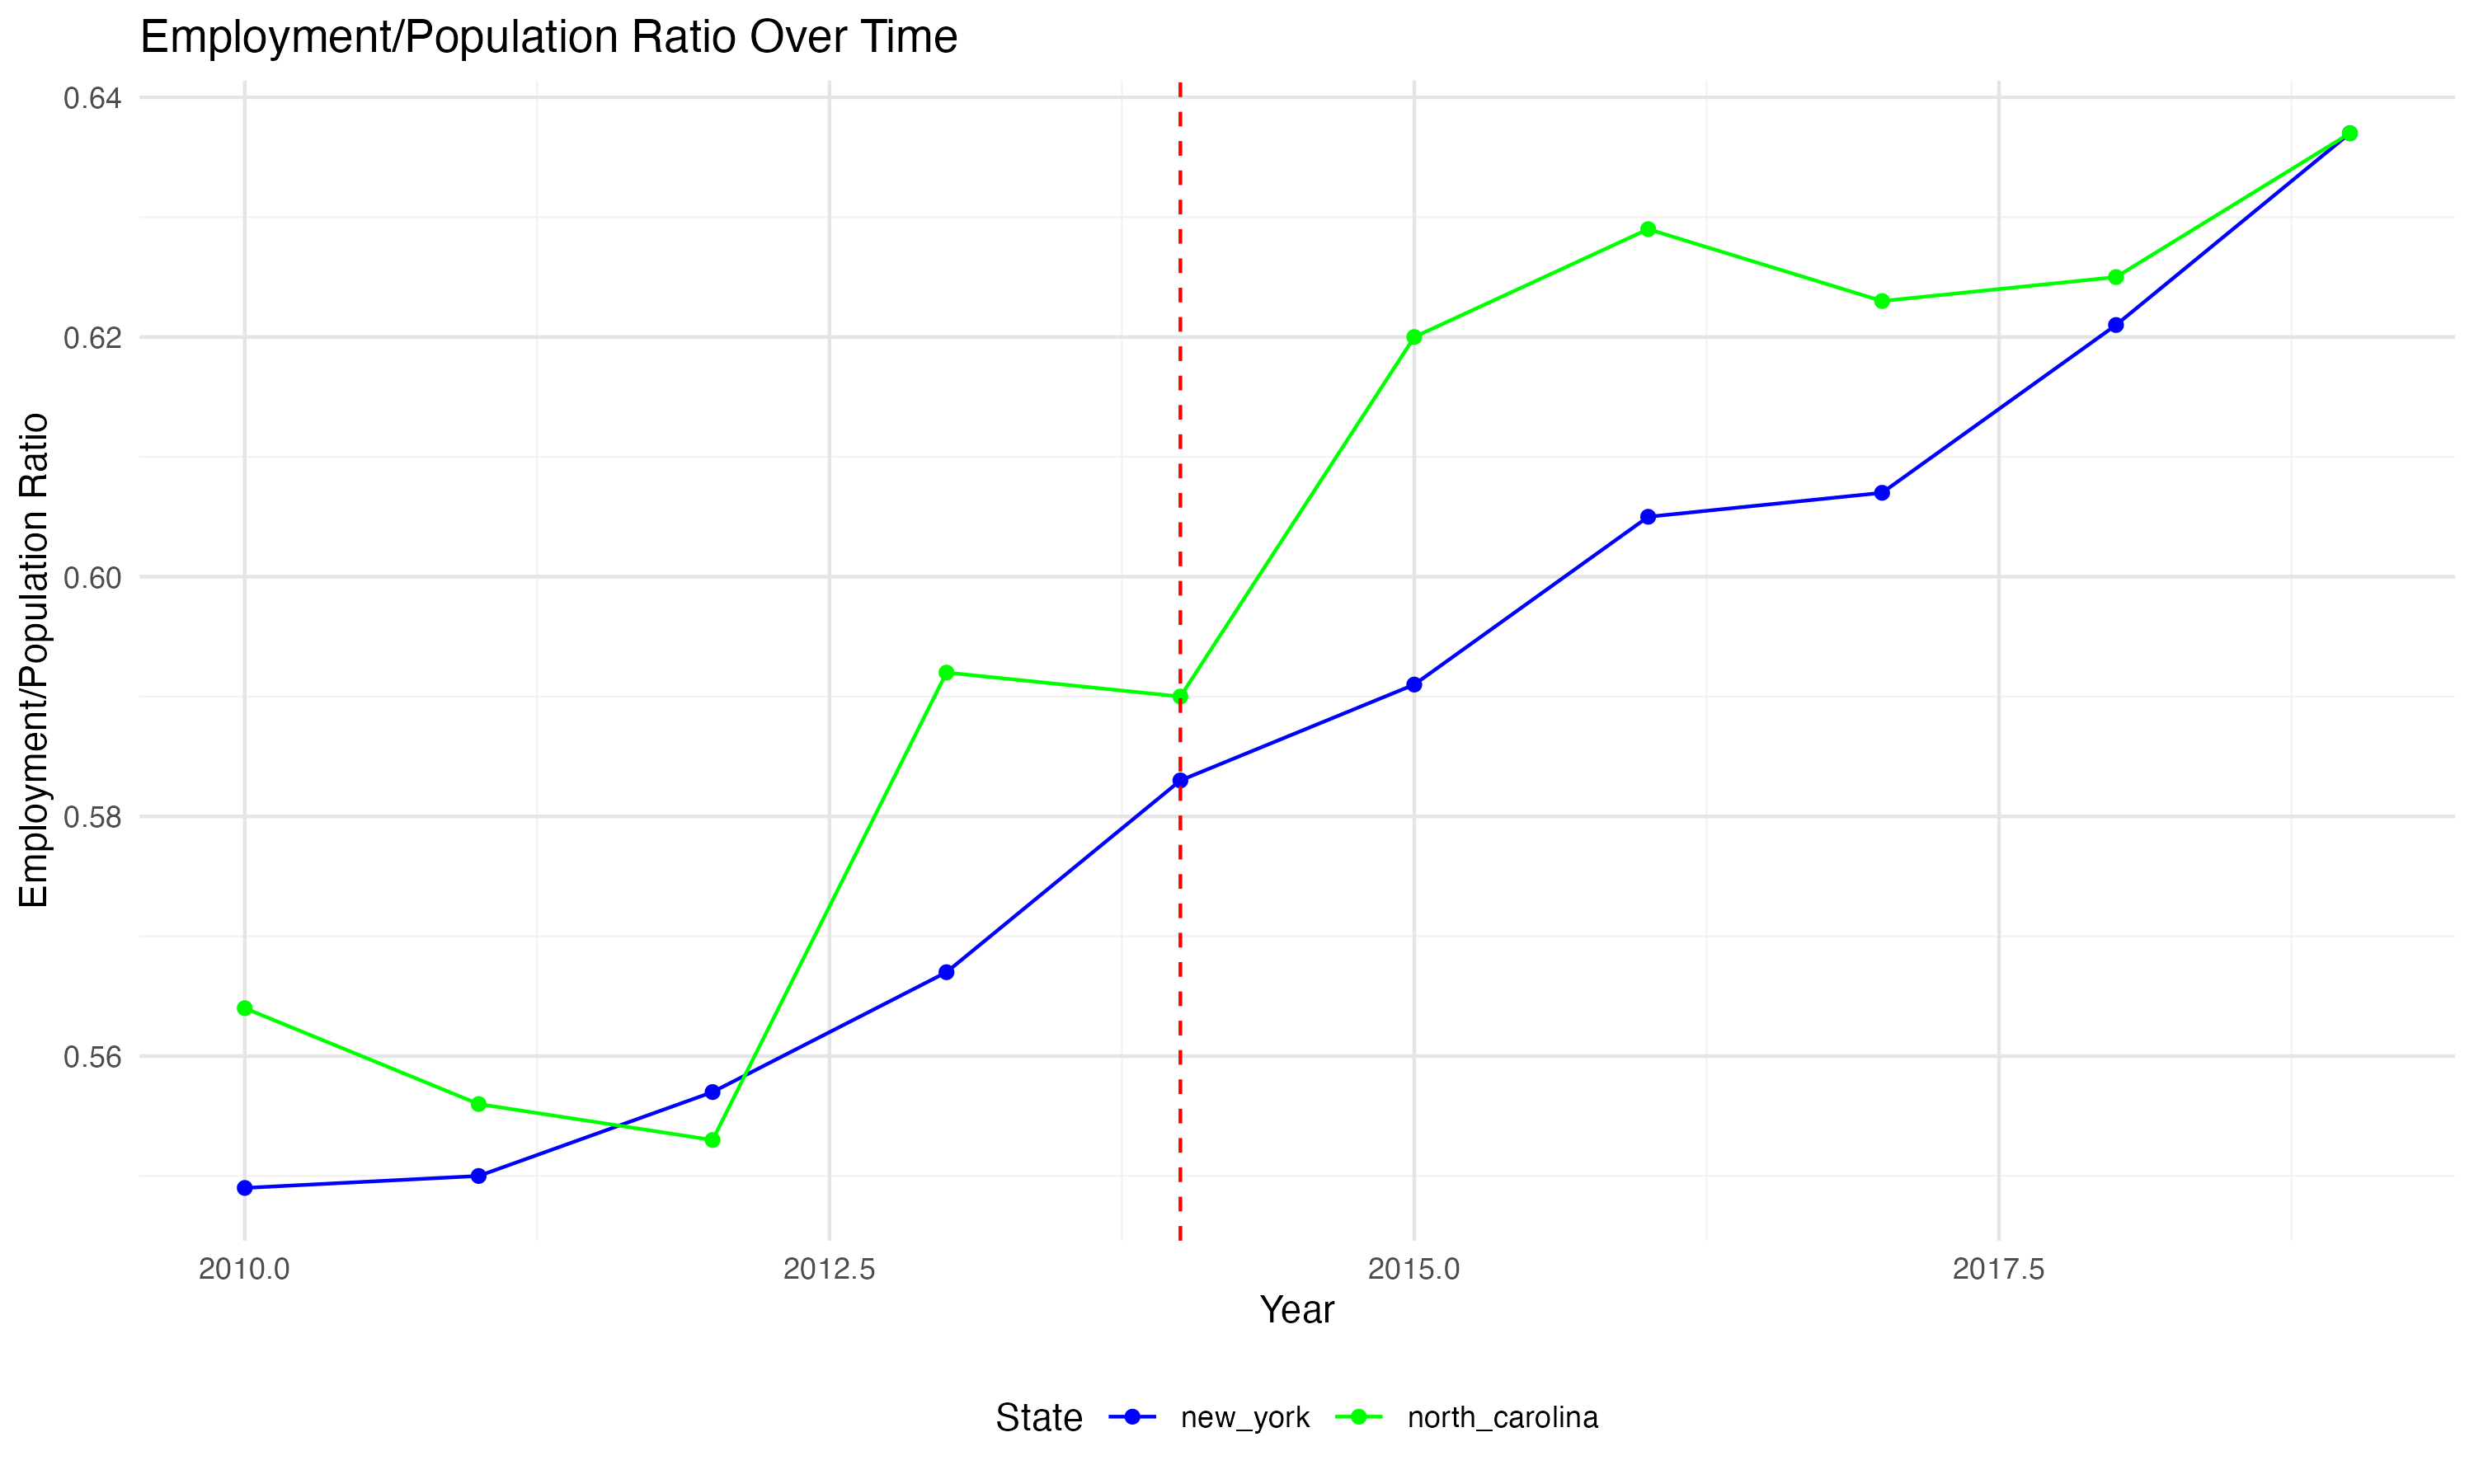 Employment/Population Ratio Over Time
Employment/Population Ratio
0.64
0.62
0.60
0.58
0.56
2010.0 2012.5 2015.0 2017.5
Year
State new_york north_carolina